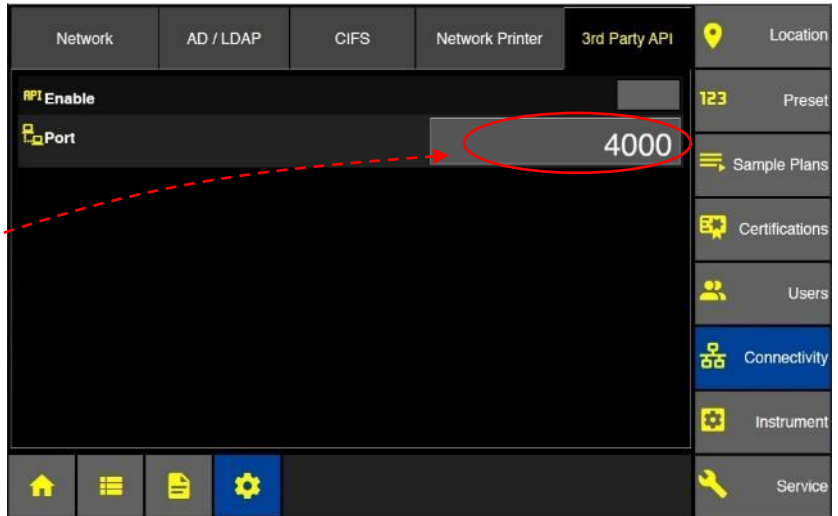 Network AD / LDAP CIFS Network Printer 3rd Party API
API Enable
Port 4000
Location
123 Preset
Sample Plans
Certifications
Users
Connectivity
Instrument
Service